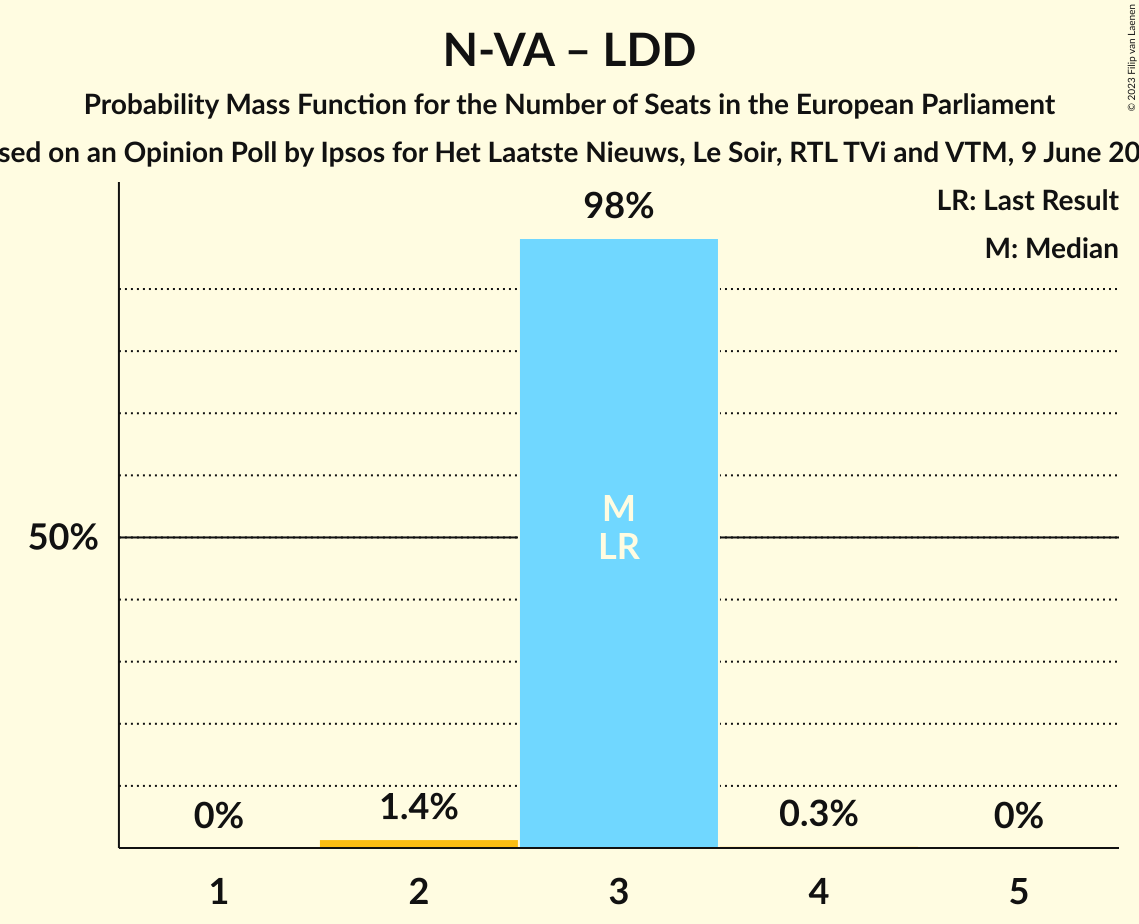 N-VA – LDD
Probability Mass Function for the Number of Seats in the European Parliament
sed on an Opinion Poll by Ipsos for Het Laatste Nieuws, Le Soir, RTL TVi and VTM, 9 June 20
© 2023 Filip van Laenen
LR: Last Result
M: Median
98%
50%
M
LR
0%
1.4%
0.3%
0%
1
2
3
4
5